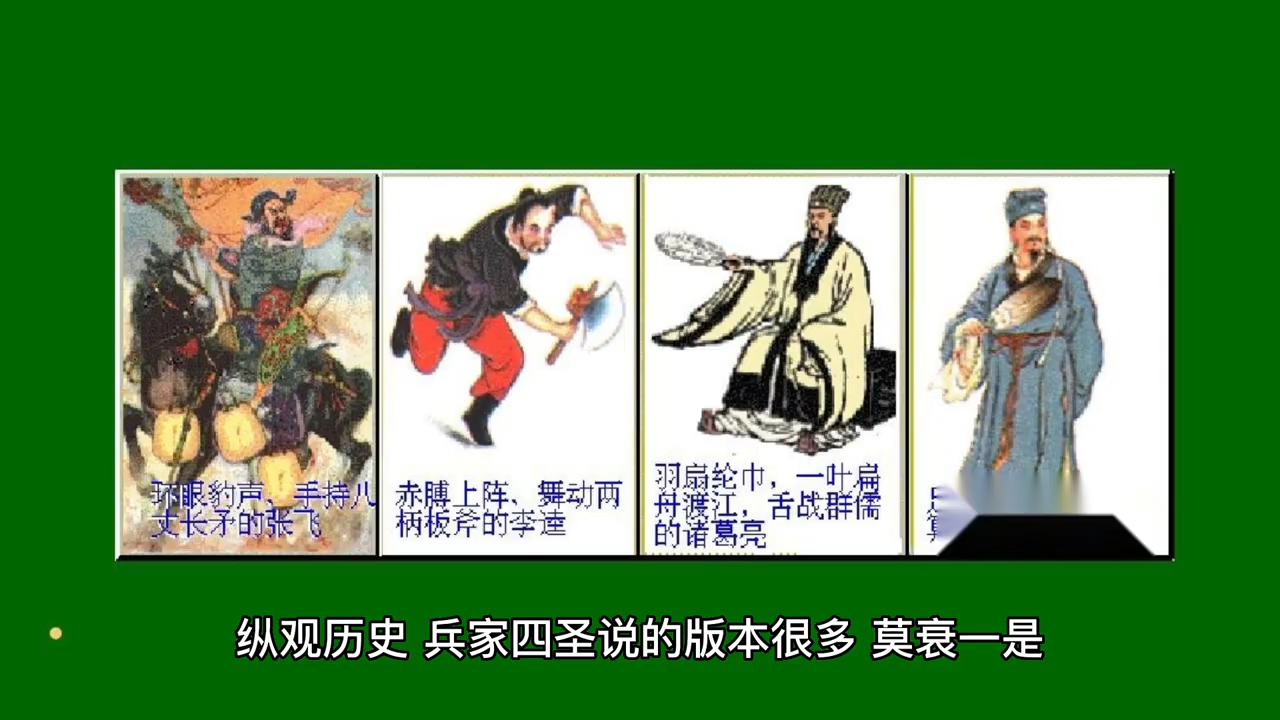 环眼豹声、手持八
丈长矛的张飞
赤膊上阵、舞动两
柄板斧的李逵
羽扇纶巾，一叶扁
舟渡江，舌战群儒
的诸葛亮
纵观历史 兵家四圣说的版本很多 莫衰一是